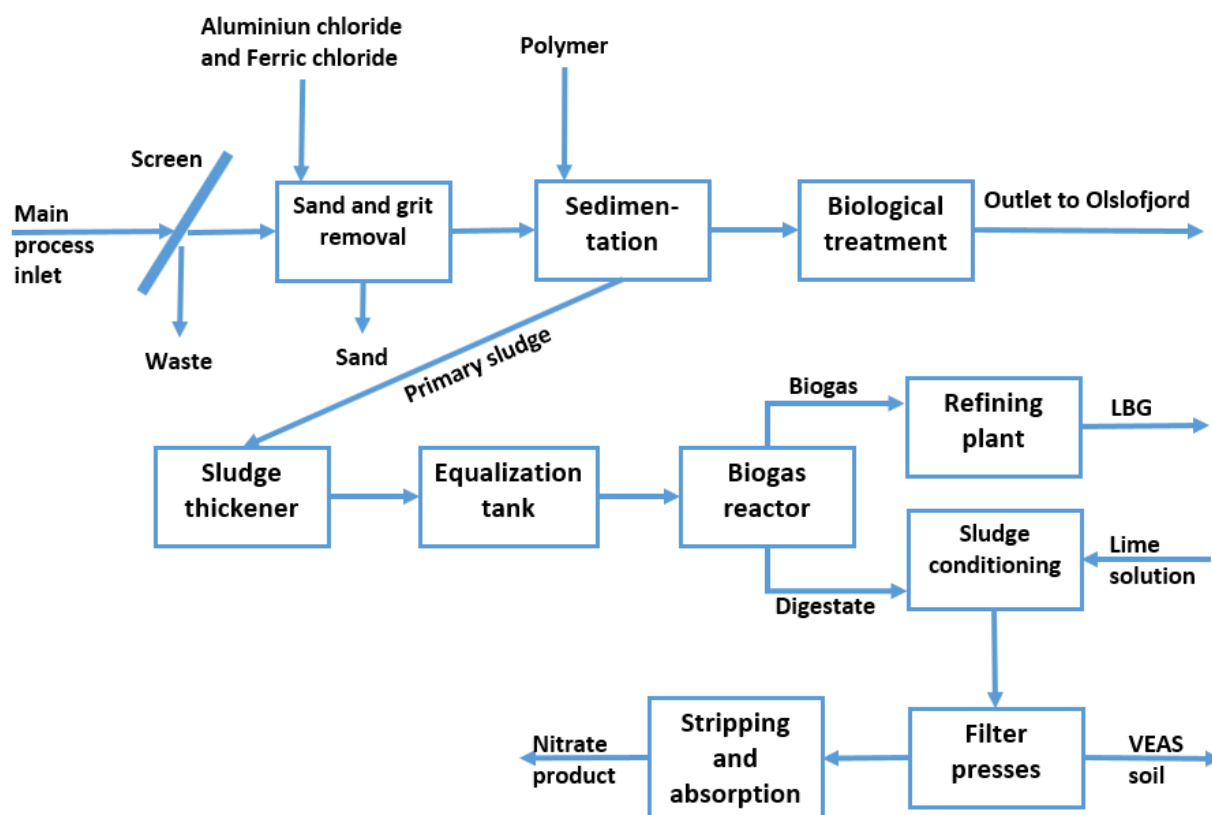 Aluminiun chloride
and Ferric chloride
Polymer
Screen
Main
process
inlet
Sand and grit
removal
Sedimen-
tation
Biological
treatment
Outlet to Olslofjord
Waste
Sand
Primary sludge
Biogas
Refining
plant
LBG
Sludge
thickener
Equalization
tank
Biogas
reactor
Sludge
conditioning
Lime
solution
Digestate
Nitrate
product
Stripping
and
absorption
Filter
presses
VEAS
soil